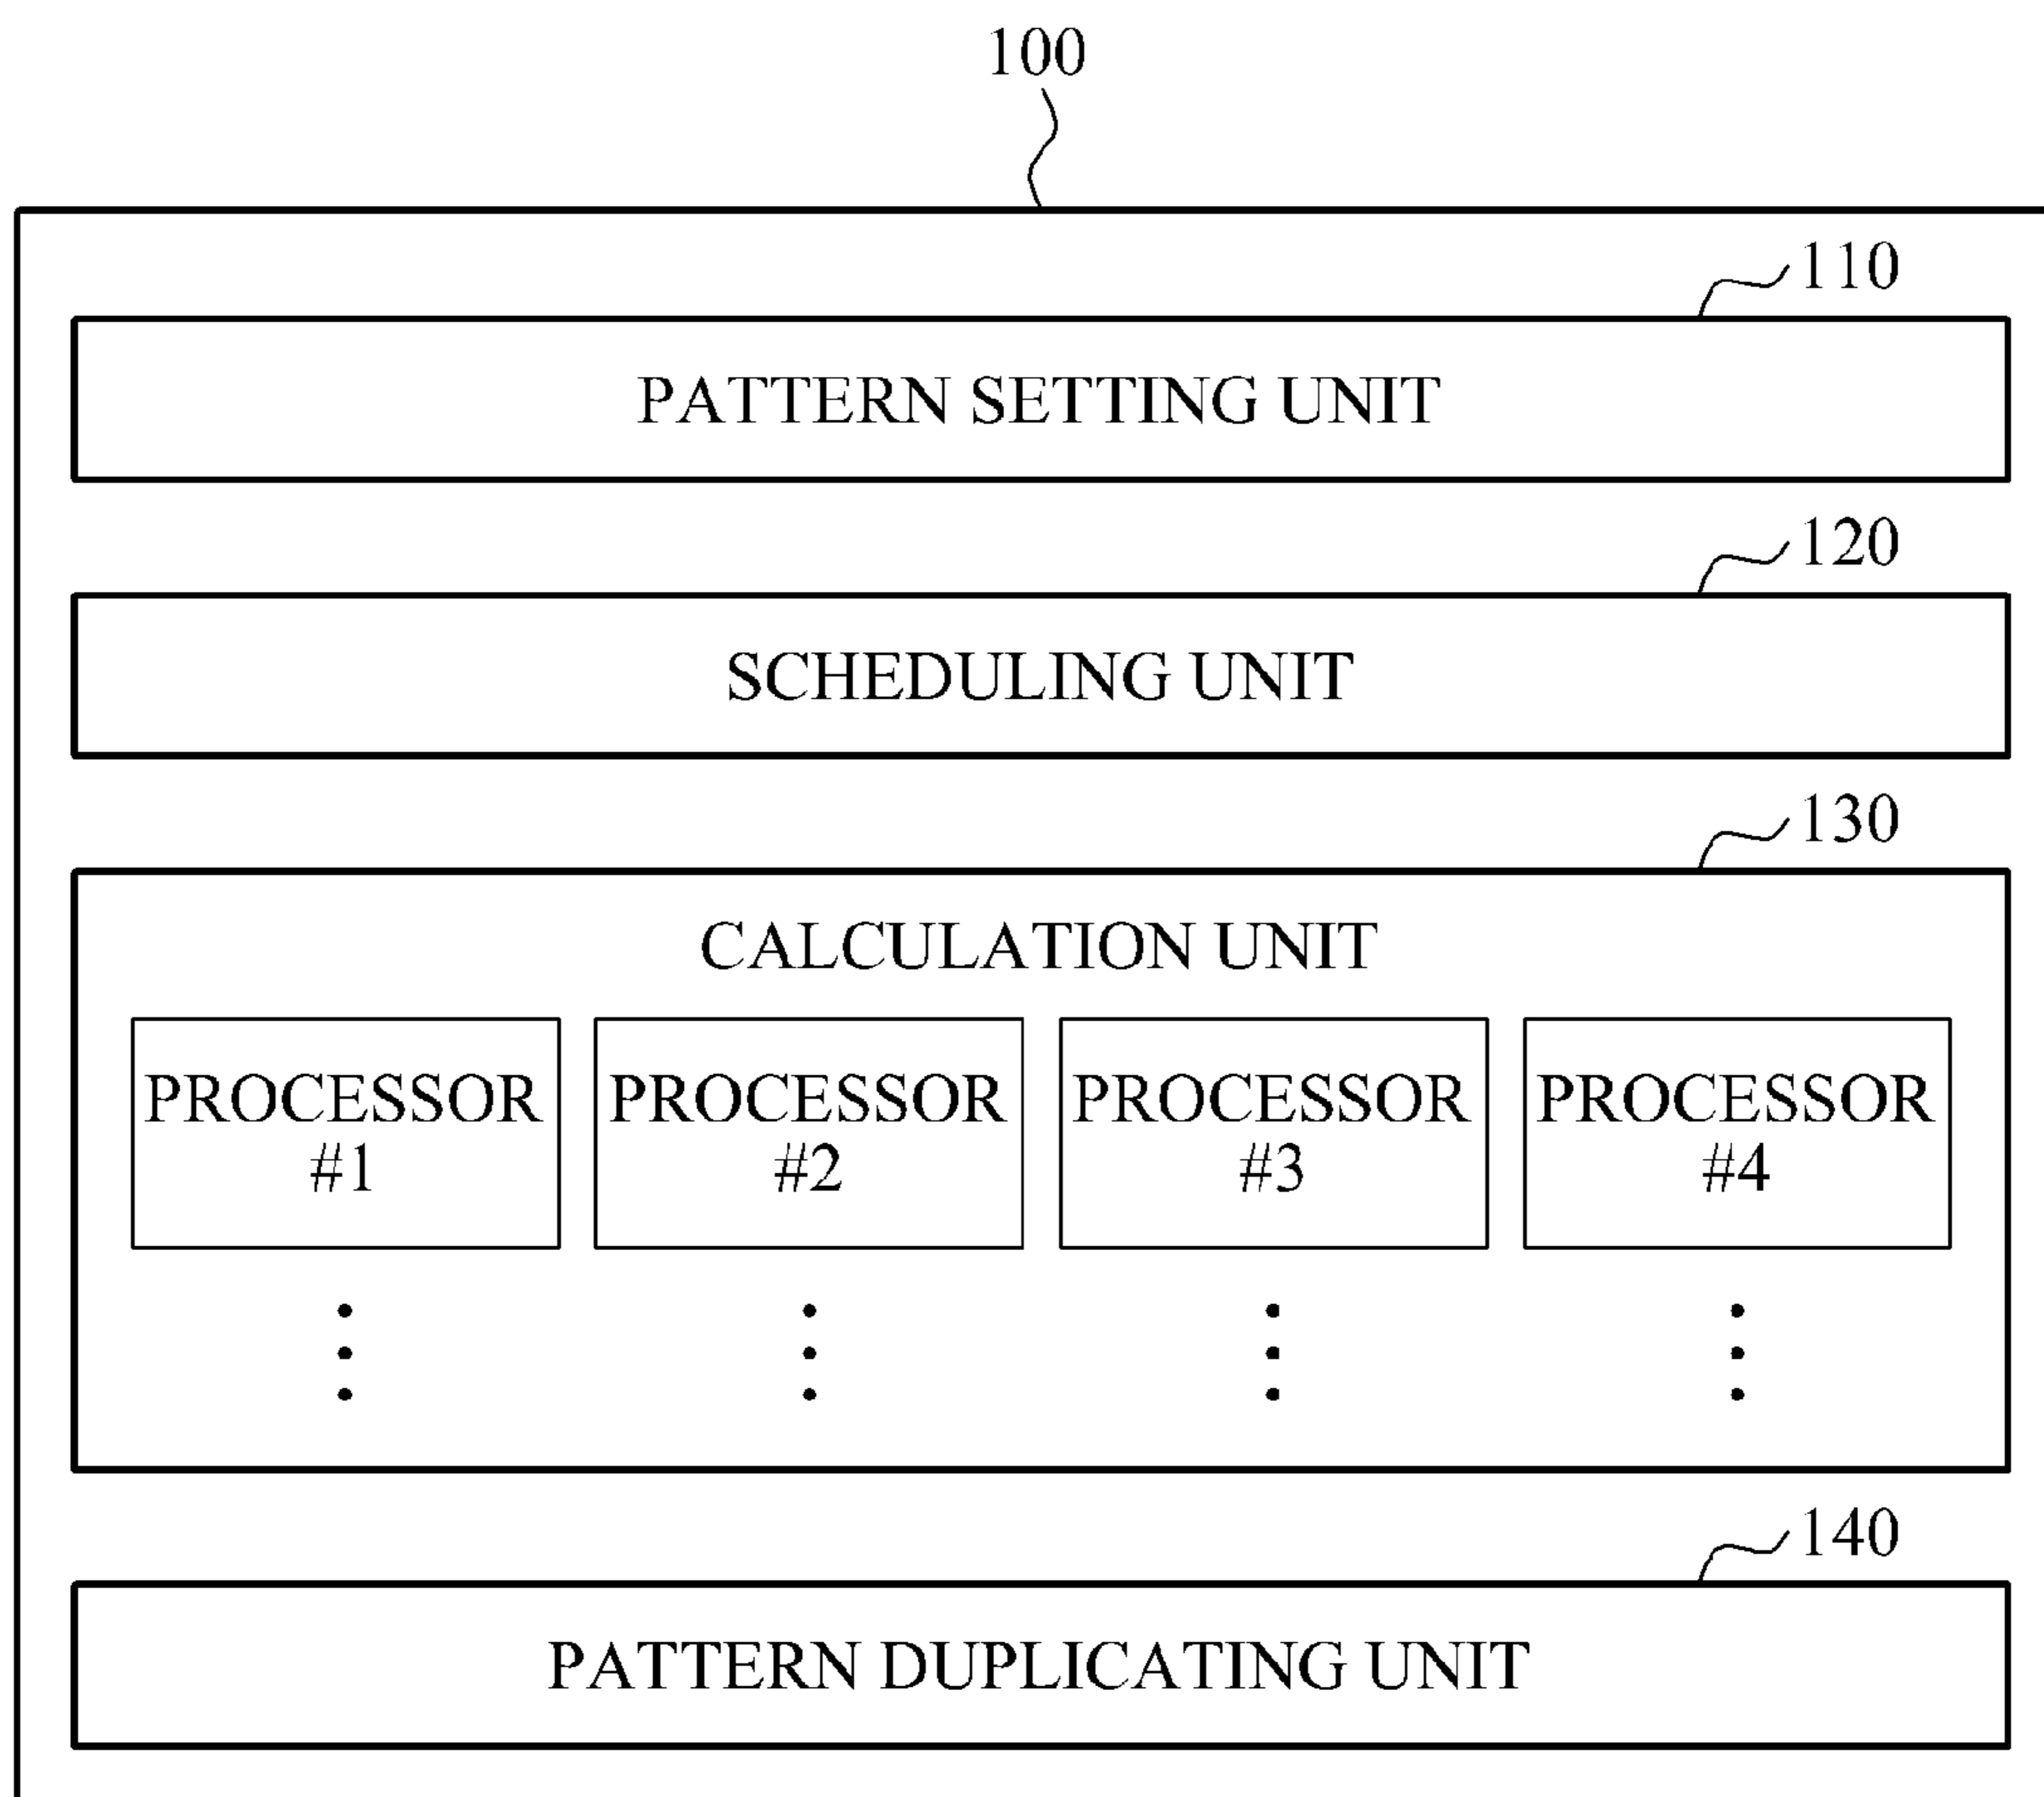 100
110
PATTERN SETTING UNIT
120
SCHEDULING UNIT
130
CALCULATION UNIT
PROCESSOR #1
PROCESSOR #2
PROCESSOR #3
PROCESSOR #4
140
PATTERN DUPLICATING UNIT